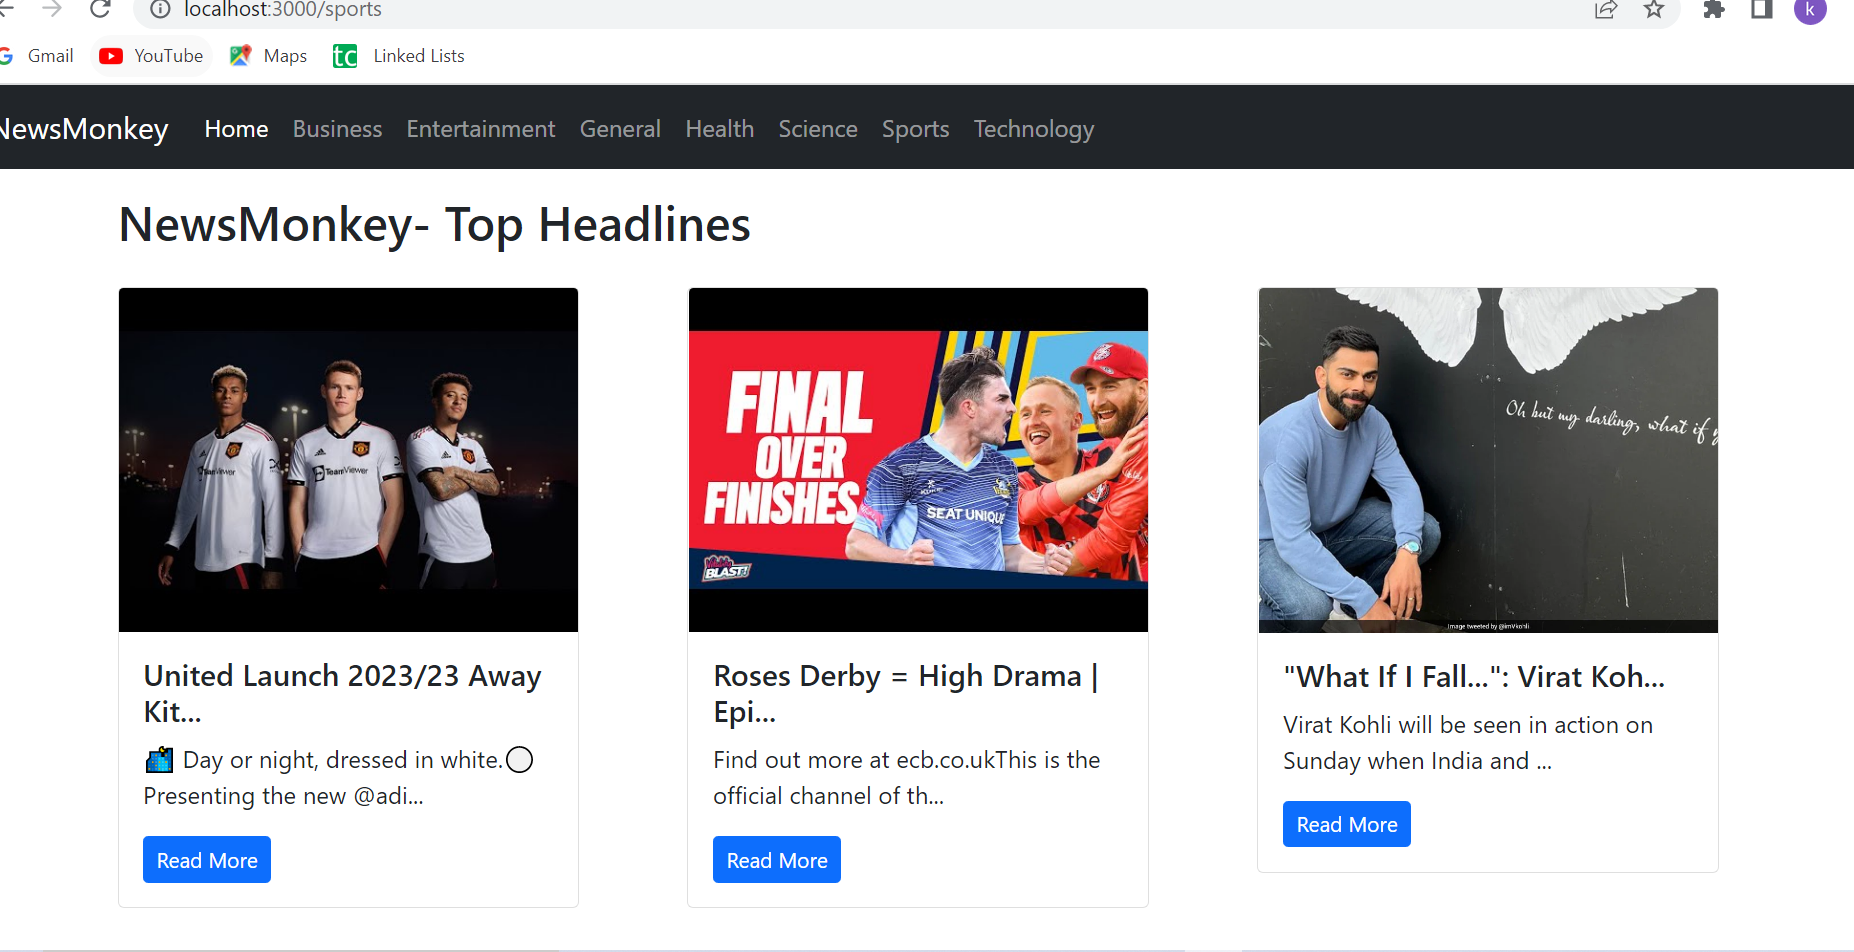 localhost:3000/sports
k
Gmail YouTube Maps tc Linked Lists
NewsMonkey Home Business Entertainment General Health Science Sports Technology
NewsMonkey- Top Headlines
TeamViewer
TeamViewer
FINAL
OVER
FINISHES
SEAT UNIQUE
BLAST!
Oh but my darling, what if y
Image tweeted by @imVkohli
United Launch 2023/23 Away
Kit...
Day or night, dressed in white.
Presenting the new @adi...
Read More
Roses Derby = High Drama |
Epi...
Find out more at ecb.co.ukThis is the
official channel of th...
Read More
"What If I Fall...": Virat Koh...
Virat Kohli will be seen in action on
Sunday when India and ...
Read More